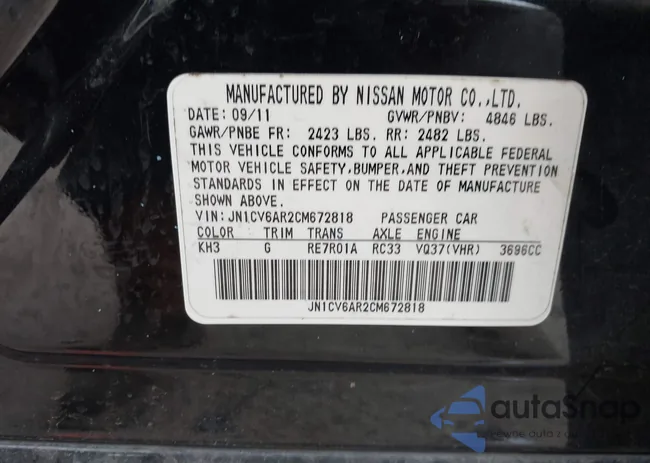 MANUFACTURED BY NISSAN MOTOR CO.,LTD.
DATE: 09/11 GVWR/PNBV: 4846 LBS.
GAWR/PNBE FR: 2423 LBS. RR: 2482 LBS.
THIS VEHICLE CONFORMS TO ALL APPLICABLE FEDERAL
MOTOR VEHICLE SAFETY,BUMPER,AND THEFT PREVENTION
STANDARDS IN EFFECT ON THE DATE OF MANUFACTURE
SHOWN ABOVE.
VIN: JN1CV6AR2CM672818 PASSENGER CAR
COLOR TRIM TRANS AXLE ENGINE
KH3 G RE7R01A RC33 VQ37(VHR) 3696CC
JN1CV6AR2CM672818
autaSnap